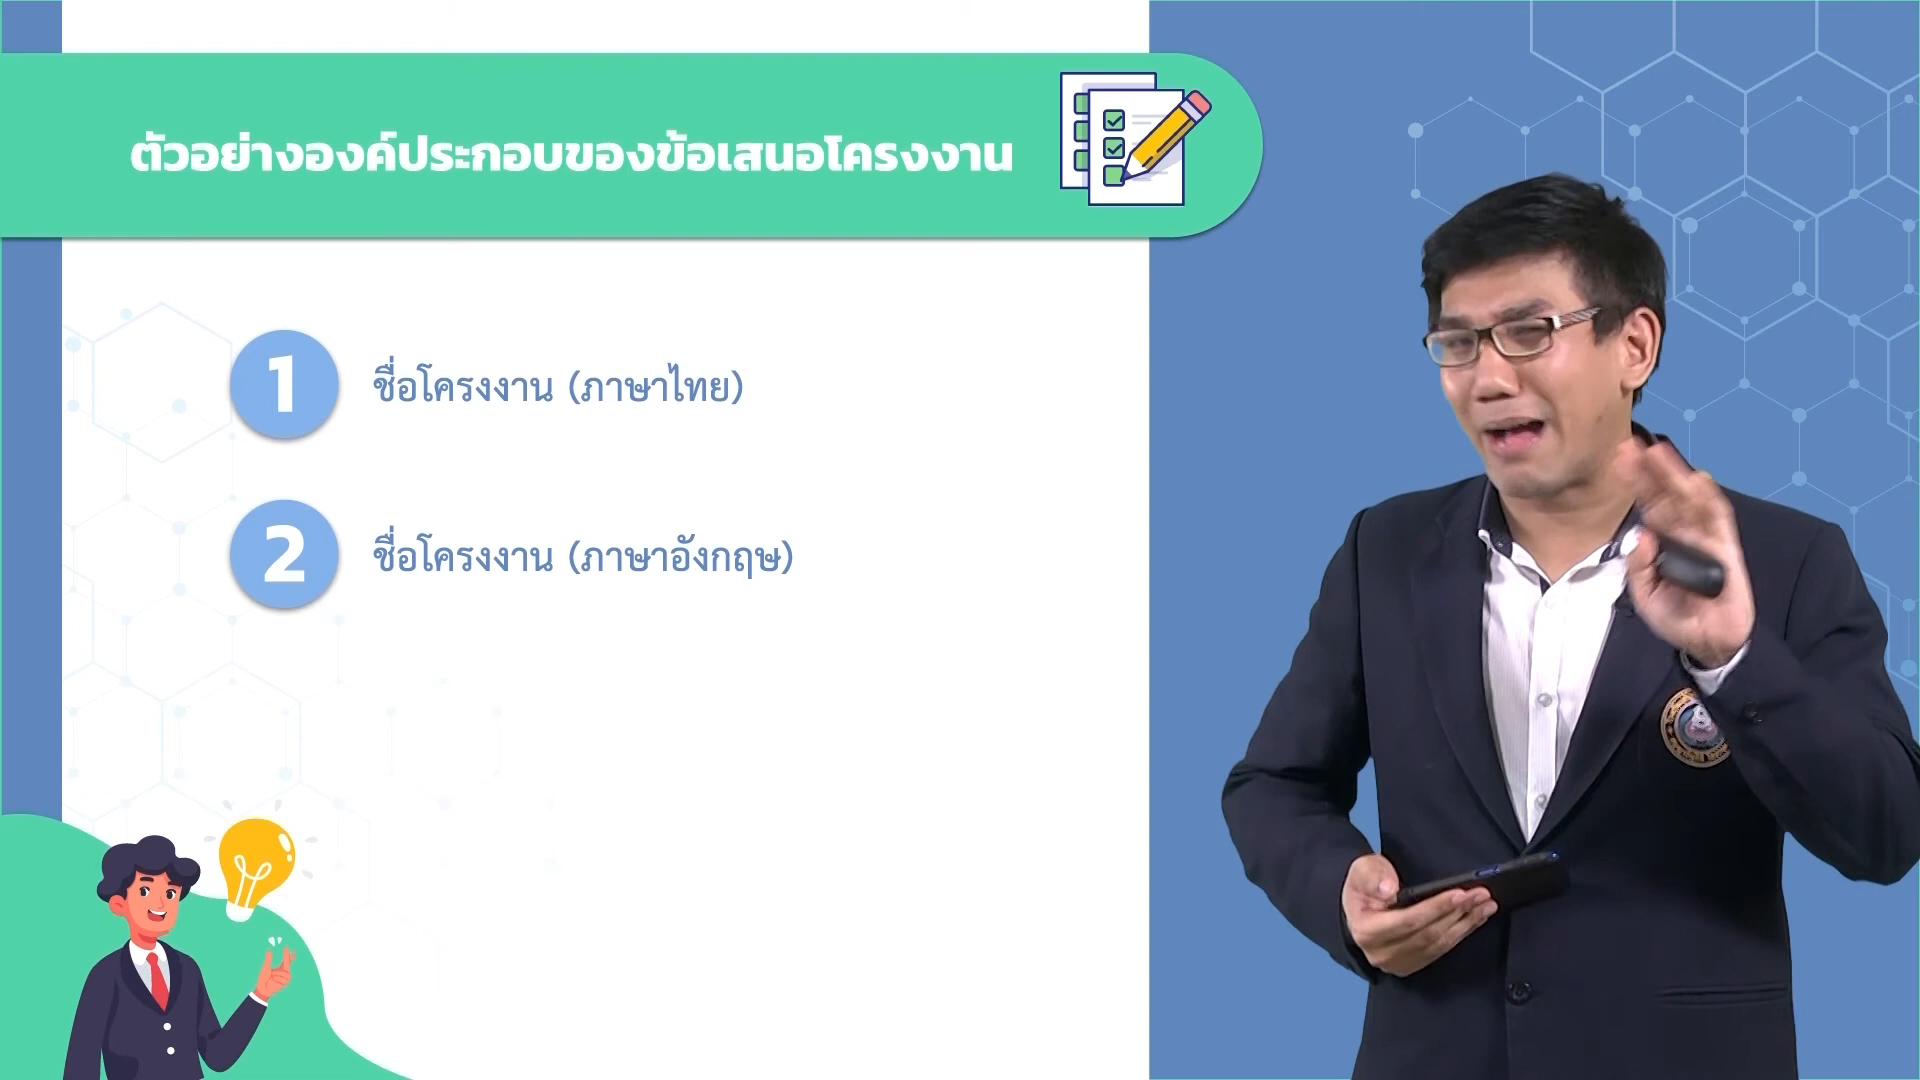 ตัวอย่างองค์ประกอบของข้อเสนอโครงงาน
1 ชื่อโครงงาน (ภาษาไทย)
2 ชื่อโครงงาน (ภาษาอังกฤษ)